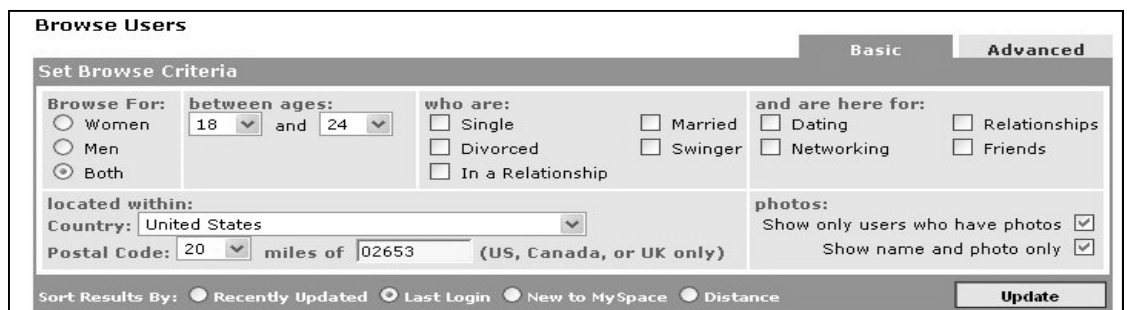 Browse Users
Basic Advanced
Set Browse Criteria
Browse For: between ages: who are: and are here for:
Women 18 and 24 Single Married Dating Relationships
Men Divorced Swinger Networking Friends
Both In a Relationship
located within: photos:
Country: United States Show only users who have photos
Postal Code: 20 miles of 02653 (US, Canada, or UK only) Show name and photo only
Sort Results By: Recently Updated Last Login New to MySpace Distance Update